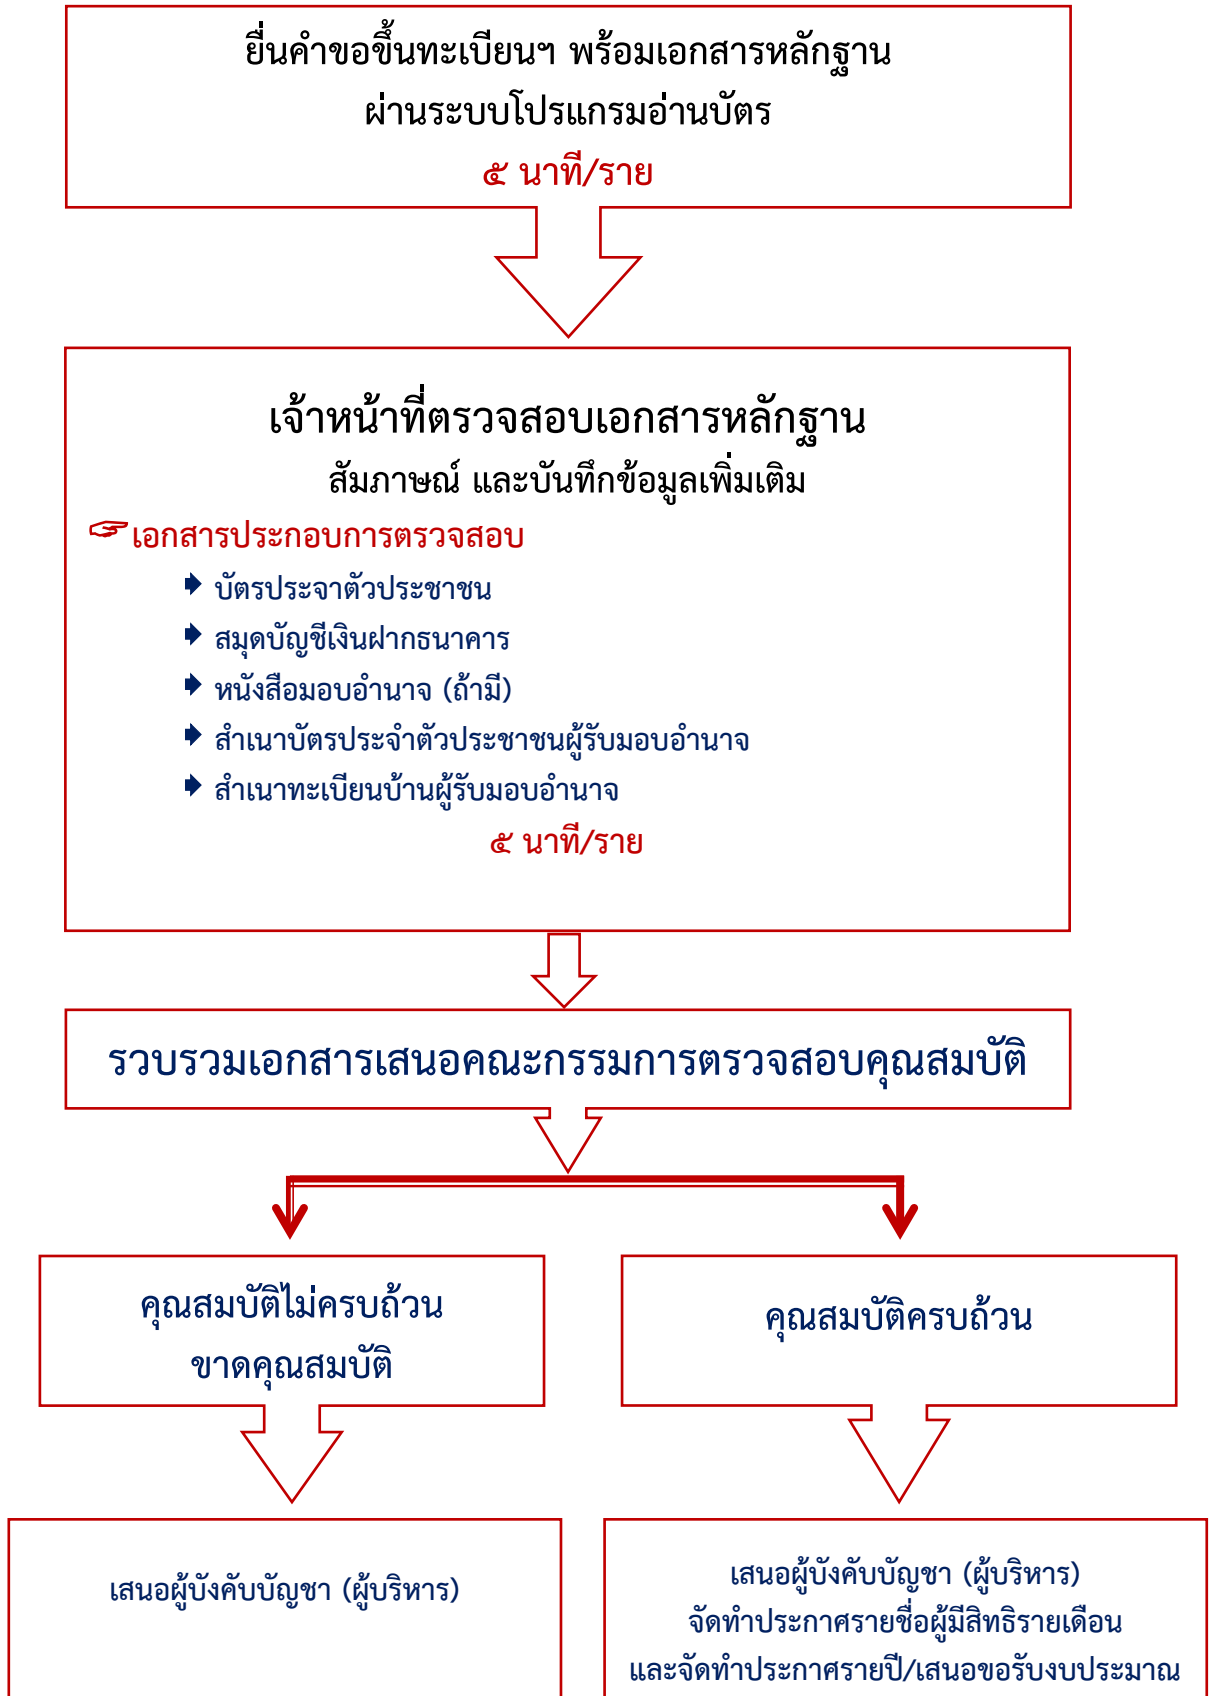 ยื่นคำขอขึ้นทะเบียนฯ พร้อมเอกสารหลักฐาน
ผ่านระบบโปรแกรมอ่านบัตร
๕ นาที/ราย
เจ้าหน้าที่ตรวจสอบเอกสารหลักฐาน
สัมภาษณ์ และบันทึกข้อมูลเพิ่มเติม
เอกสารประกอบการตรวจสอบ
บัตรประจาตัวประชาชน
สมุดบัญชีเงินฝากธนาคาร
หนังสือมอบอำนาจ (ถ้ามี)
สำเนาบัตรประจำตัวประชาชนผู้รับมอบอำนาจ
สำเนาทะเบียนบ้านผู้รับมอบอำนาจ
๕ นาที/ราย
รวบรวมเอกสารเสนอคณะกรรมการตรวจสอบคุณสมบัติ
คุณสมบัติไม่ครบถ้วน
ขาดคุณสมบัติ
คุณสมบัติครบถ้วน
เสนอผู้บังคับบัญชา (ผู้บริหาร)
เสนอผู้บังคับบัญชา (ผู้บริหาร)
จัดทำประกาศรายชื่อผู้มีสิทธิรายเดือน
และจัดทำประกาศรายปี/เสนอขอรับงบประมาณ